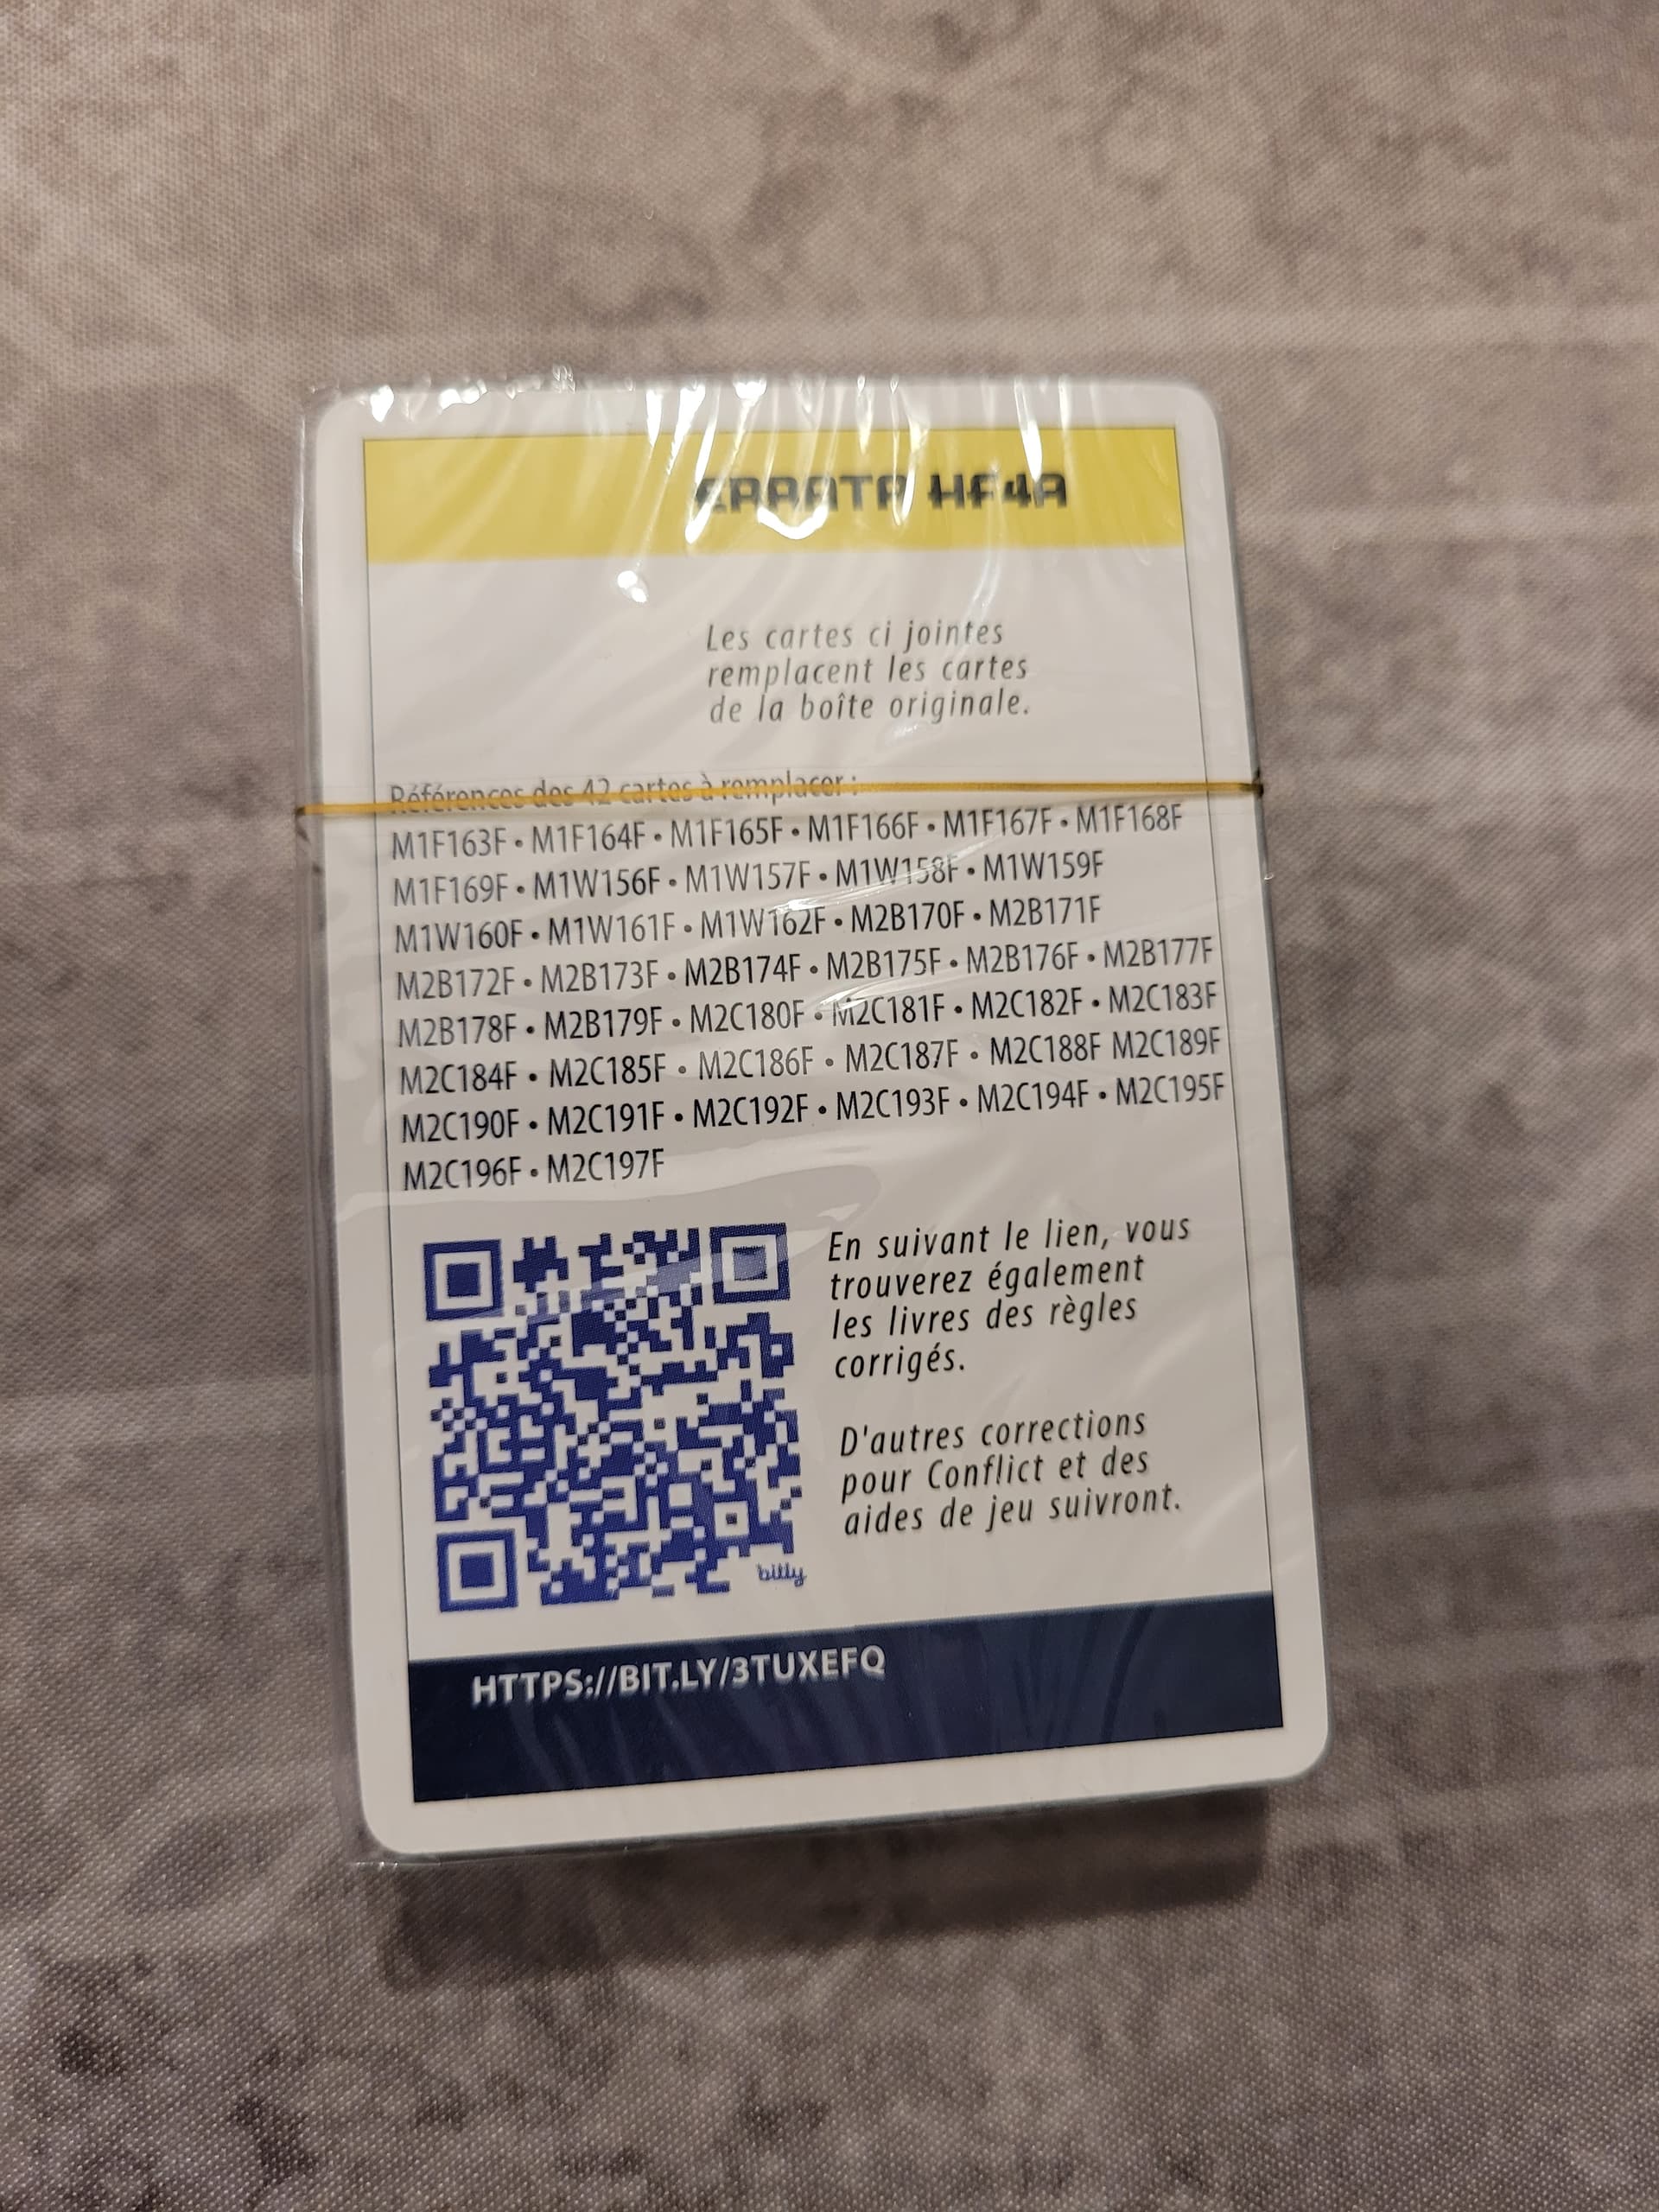 ERRATA HF4A
Les cartes ci jointes
remplacent les cartes
de la boîte originale.
Références des 42 cartes à remplacer :
M1F163F • M1F164F • M1F165F • M1F166F • M1F167F • M1F168F
M1F169F • M1W156F • M1W157F • M1W158F • M1W159F
M1W160F • M1W161F • M1W162F • M2B170F • M2B171F
M2B172F • M2B173F • M2B174F • M2B175F • M2B176F • M2B177F
M2B178F • M2B179F • M2C180F • M2C181F • M2C182F • M2C183F
M2C184F • M2C185F • M2C186F • M2C187F • M2C188F M2C189F
M2C190F • M2C191F • M2C192F • M2C193F • M2C194F • M2C195F
M2C196F • M2C197F
En suivant le lien, vous
trouverez également
les livres des règles
corrigés.
D'autres corrections
pour Conflict et des
aides de jeu suivront.
bitly
HTTPS://BIT.LY/3TUXEFQ